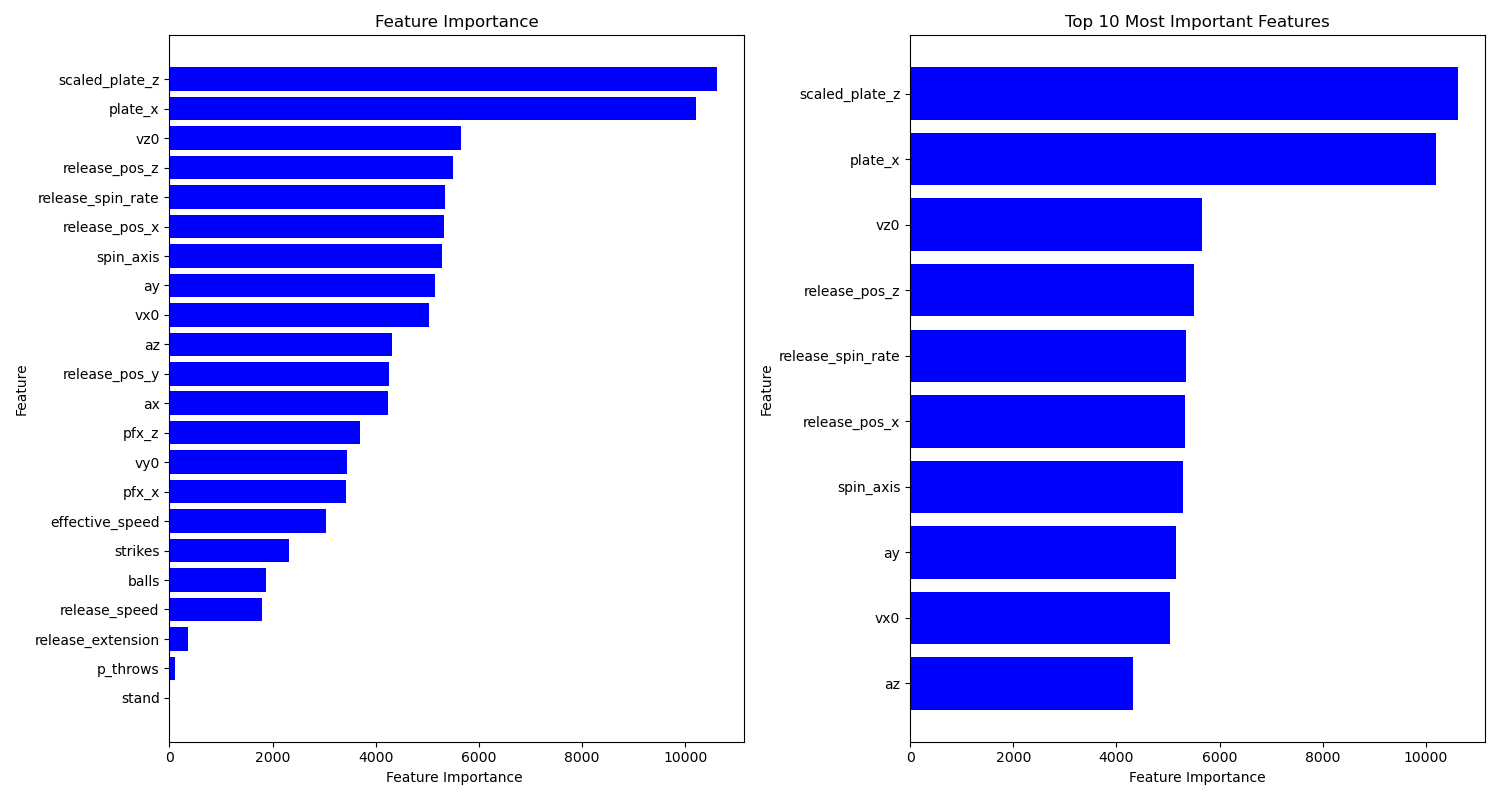 Feature Importance
scaled_plate_z
plate_x
vz0
release_pos_z
release_spin_rate
release_pos_x
spin_axis
ay
vx0
az
release_pos_y
ax
pfx_z
vy0
pfx_x
effective_speed
strikes
balls
release_speed
release_extension
p_throws
stand
Feature
0 2000 4000 6000 8000 10000
Feature Importance
Top 10 Most Important Features
scaled_plate_z
plate_x
vz0
release_pos_z
release_spin_rate
release_pos_x
spin_axis
ay
vx0
az
Feature
0 2000 4000 6000 8000 10000
Feature Importance